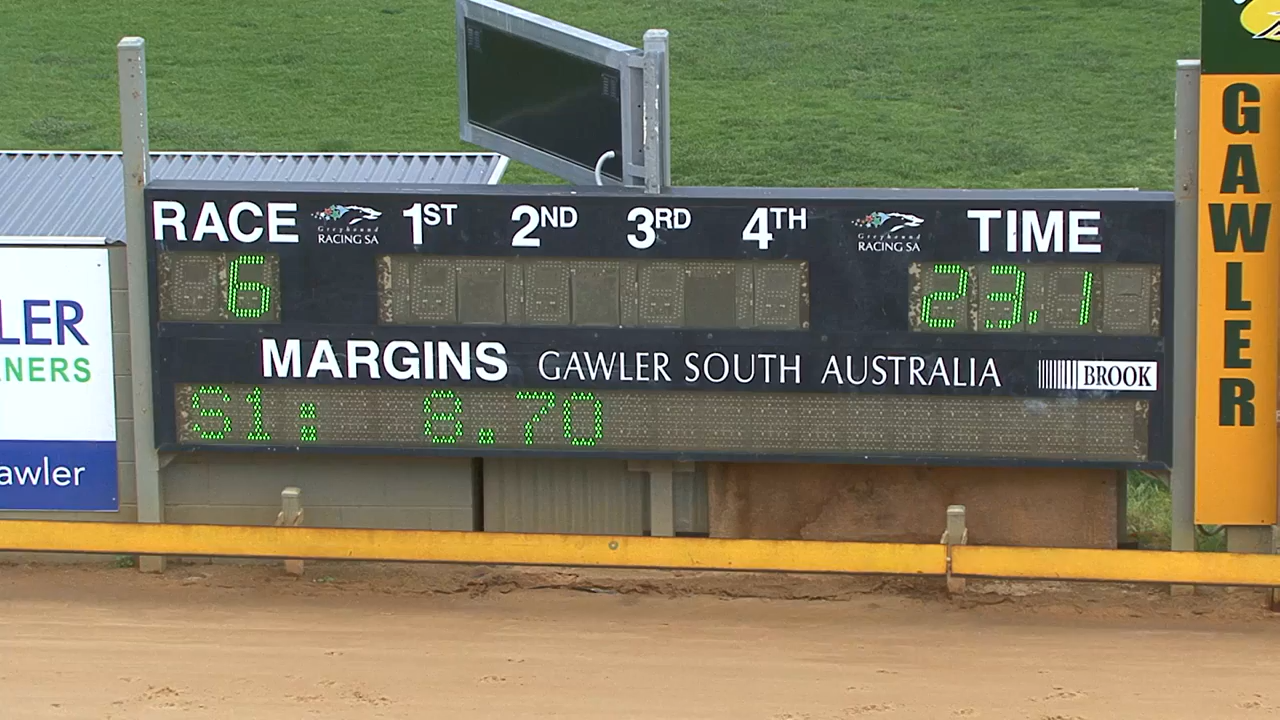 RACE Greyhound RACING SA 1ST 2ND 3RD 4TH Greyhound RACING SA TIME
6 23.1
MARGINS GAWLER SOUTH AUSTRALIA BROOK
S1: 8.70
GAWLER
LER
NERS
awler